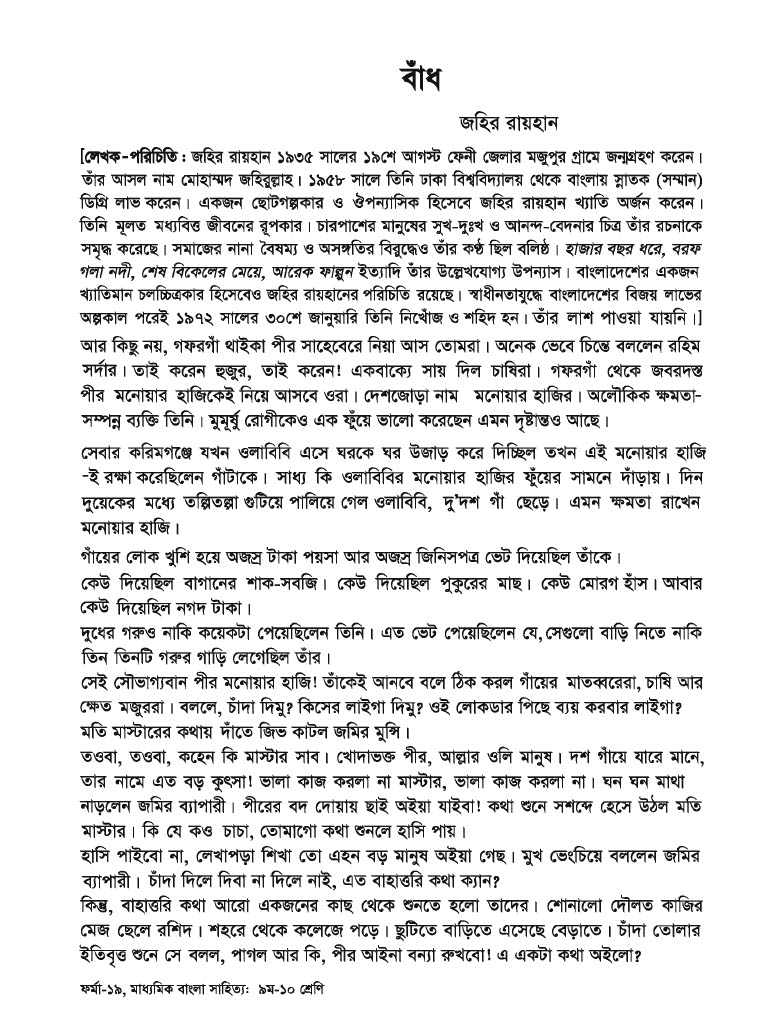 বাঁধ
জহির রায়হান
[লেখক-পরিচিতি : জহির রায়হান ১৯৩৫ সালের ১৯শে আগস্ট ফেনী জেলার মজুপুর গ্রামে জন্মগ্রহণ করেন।
তাঁর আসল নাম মোহাম্মদ জহিরুল্লাহ। ১৯৫৮ সালে তিনি ঢাকা বিশ্ববিদ্যালয় থেকে বাংলায় স্নাতক (সম্মান)
ডিগ্রি লাভ করেন। একজন ছোটগল্পকার ও ঔপন্যাসিক হিসেবে জহির রায়হান খ্যাতি অর্জন করেন।
তিনি মূলত মধ্যবিত্ত জীবনের রূপকার। চারপাশের মানুষের সুখ-দুঃখ ও আনন্দ-বেদনার চিত্র তাঁর রচনাকে
সমৃদ্ধ করেছে। সমাজের নানা বৈষম্য ও অসঙ্গতির বিরুদ্ধেও তাঁর কণ্ঠ ছিল বলিষ্ঠ। হাজার বছর ধরে, বরফ
গলা নদী, শেষ বিকেলের মেয়ে, আরেক ফাল্গুন ইত্যাদি তাঁর উল্লেখযোগ্য উপন্যাস। বাংলাদেশের একজন
খ্যাতিমান চলচ্চিত্রকার হিসেবেও জহির রায়হানের পরিচিতি রয়েছে। স্বাধীনতাযুদ্ধে বাংলাদেশের বিজয় লাভের
অল্পকাল পরেই ১৯৭২ সালের ৩০শে জানুয়ারি তিনি নিখোঁজ ও শহিদ হন। তাঁর লাশ পাওয়া যায়নি।]
আর কিছু নয়, গফরগাঁ থাইকা পীর সাহেবেরে নিয়া আস তোমরা। অনেক ভেবে চিন্তে বললেন রহিম
সর্দার। তাই করেন হুজুর, তাই করেন! একবাক্যে সায় দিল চাষিরা। গফরগাঁ থেকে জবরদস্ত
পীর মনোয়ার হাজিকেই নিয়ে আসবে ওরা। দেশজোড়া নাম মনোয়ার হাজির। অলৌকিক ক্ষমতা-
সম্পন্ন ব্যক্তি তিনি। মুমূর্ষু রোগীকেও এক ফুঁয়ে ভালো করেছেন এমন দৃষ্টান্তও আছে।
সেবার করিমগঞ্জে যখন ওলাবিবি এসে ঘরকে ঘর উজাড় করে দিচ্ছিল তখন এই মনোয়ার হাজি
-ই রক্ষা করেছিলেন গাঁটাকে। সাধ্য কি ওলাবিবির মনোয়ার হাজির ফুঁয়ের সামনে দাঁড়ায়। দিন
দুয়েকের মধ্যে তল্পিতল্পা গুটিয়ে পালিয়ে গেল ওলাবিবি, দু'দশ গাঁ ছেড়ে। এমন ক্ষমতা রাখেন
মনোয়ার হাজি।
গাঁয়ের লোক খুশি হয়ে অজস্র টাকা পয়সা আর অজস্র জিনিসপত্র ভেট দিয়েছিল তাঁকে।
কেউ দিয়েছিল বাগানের শাক-সবজি। কেউ দিয়েছিল পুকুরের মাছ। কেউ মোরগ হাঁস। আবার
কেউ দিয়েছিল নগদ টাকা।
দুধের গরুও নাকি কয়েকটা পেয়েছিলেন তিনি। এত ভেট পেয়েছিলেন যে, সেগুলো বাড়ি নিতে নাকি
তিন তিনটি গরুর গাড়ি লেগেছিল তাঁর।
সেই সৌভাগ্যবান পীর মনোয়ার হাজি! তাঁকেই আনবে বলে ঠিক করল গাঁয়ের মাতব্বরেরা, চাষি আর
ক্ষেত মজুররা। বললে, চাঁদা দিমু? কিসের লাইগা দিমু? ওই লোকডার পিছে ব্যয় করবার লাইগা?
মতি মাস্টারের কথায় দাঁতে জিভ কাটল জমির মুন্সি।
তওবা, তওবা, কহেন কি মাস্টার সাব। খোদাভক্ত পীর, আল্লার ওলি মানুষ। দশ গাঁয়ে যারে মানে,
তার নামে এত বড় কুৎসা! ভালা কাজ করলা না মাস্টার, ভালা কাজ করলা না। ঘন ঘন মাথা
নাড়লেন জমির ব্যাপারী। পীরের বদ দোয়ায় ছাই অইয়া যাইবা! কথা শুনে সশব্দে হেসে উঠল মতি
মাস্টার। কি যে কও চাচা, তোমাগো কথা শুনলে হাসি পায়।
হাসি পাইবো না, লেখাপড়া শিখা তো এহন বড় মানুষ অইয়া গেছ। মুখ ভেংচিয়ে বললেন জমির
ব্যাপারী। চাঁদা দিলে দিবা না দিলে নাই, এত বাহাত্তরি কথা ক্যান?
কিন্তু, বাহাত্তরি কথা আরো একজনের কাছ থেকে শুনতে হলো তাদের। শোনালো দৌলত কাজির
মেজ ছেলে রশিদ। শহরে থেকে কলেজে পড়ে। ছুটিতে বাড়িতে এসেছে বেড়াতে। চাঁদা তোলার
ইতিবৃত্ত শুনে সে বলল, পাগল আর কি, পীর আইনা বন্যা রুখবো! এ একটা কথা অইলো?
ফর্মা-১৯, মাধ্যমিক বাংলা সাহিত্য: ৯ম-১০ শ্রেণি